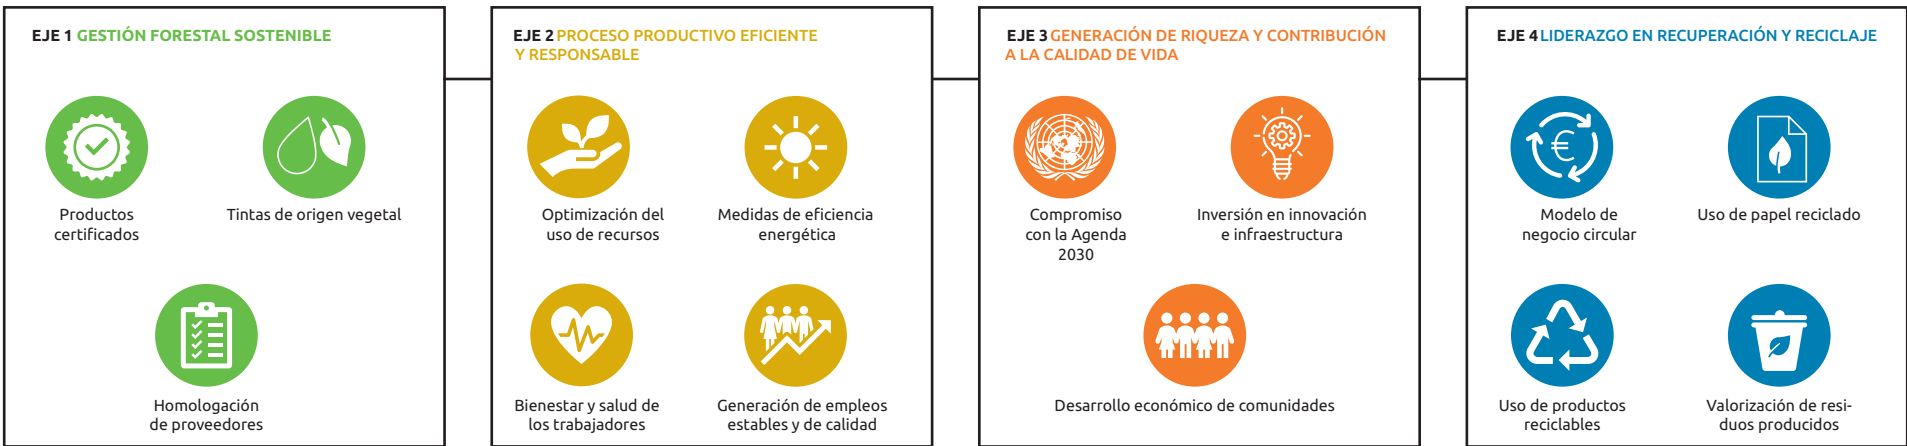 EJE 1 GESTIÓN FORESTAL SOSTENIBLE
Productos
certificados
Tintas de origen vegetal
Homologación
de proveedores
EJE 2 PROCESO PRODUCTIVO EFICIENTE
Y RESPONSABLE
Optimización del
uso de recursos
Medidas de eficiencia
energética
Bienestar y salud de
los trabajadores
Generación de empleos
estables y de calidad
EJE 3 GENERACIÓN DE RIQUEZA Y CONTRIBUCIÓN
A LA CALIDAD DE VIDA
Compromiso
con la Agenda
2030
Inversión en innovación
e infraestructura
Desarrollo económico de comunidades
EJE 4 LIDERAZGO EN RECUPERACIÓN Y RECICLAJE
€
Modelo de
negocio circular
Uso de papel reciclado
Uso de productos
reciclables
Valorización de resi-
duos producidos